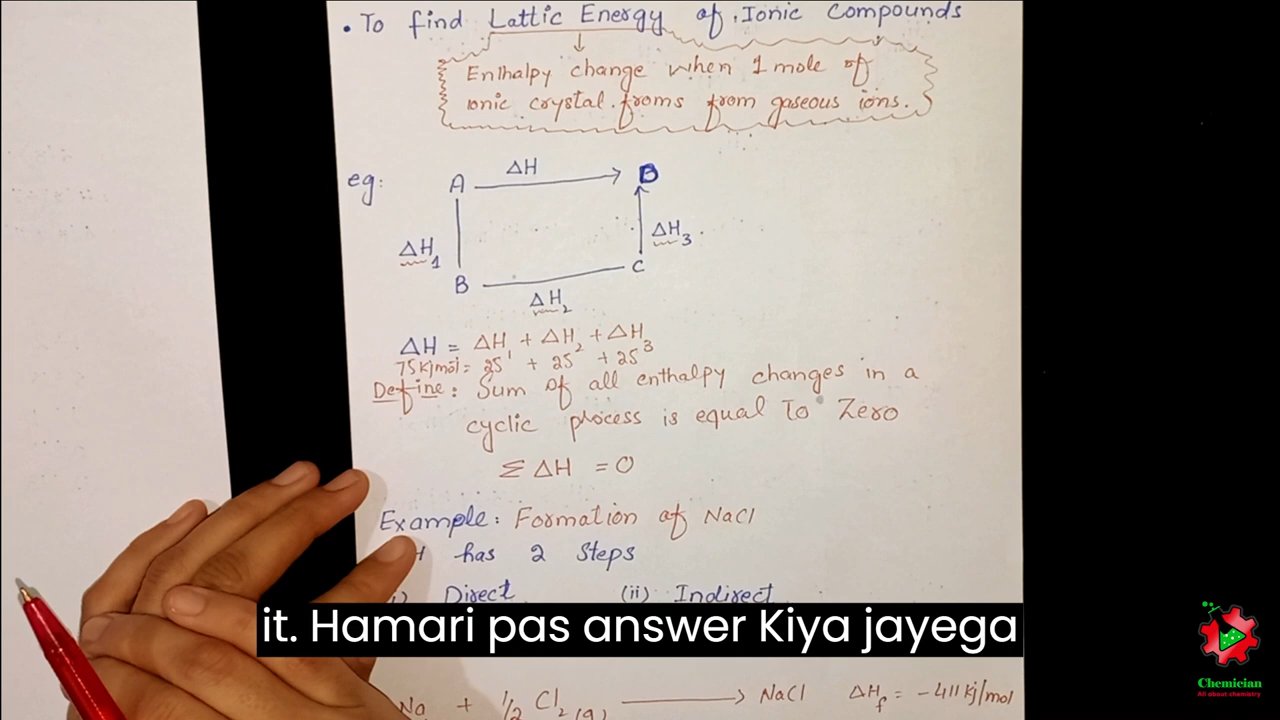 • To find Lattic Energy of Ionic Compounds
Enthalpy change when 1 mole of
ionic crystal froms from gaseous ions.
eg:
A ΔH D
ΔH1 ΔH3
B ΔH2 C
ΔH = ΔH1 + ΔH2 + ΔH3
75 kj mol = 25 + 25 + 25
Define: Sum of all enthalpy changes in a
cyclic process is equal To Zero
Σ ΔH = 0
Example: Formation of NaCl
has 2 Steps
Direct (ii) Indirect
it. Hamari pas answer Kiya jayega
Na + 1/2 Cl2 (g) → NaCl ΔHf = -411 kj/mol
Chemician
All about chemistry